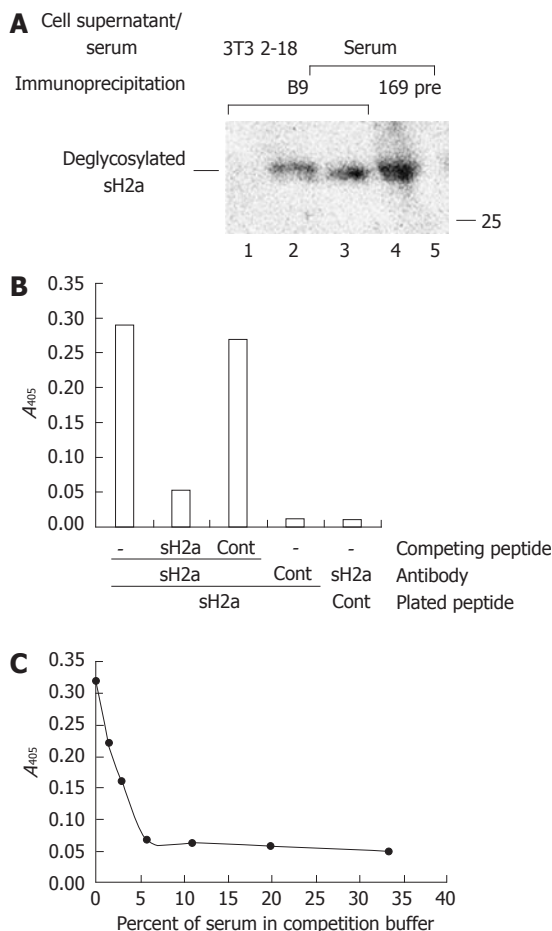 A
Cell supernatant/
serum
3T3 2-18
Serum
Immunoprecipitation
B9
169 pre
Deglycosylated
sH2a
25
1 2 3 4 5
B
0.35
0.30
0.25
0.20
0.15
0.10
0.05
0.00
A405
- sH2a Cont - - Competing peptide
sH2a Cont sH2a Antibody
sH2a Cont Plated peptide
C
0.35
0.30
0.25
0.20
0.15
0.10
0.05
0.00
A405
0 5 10 15 20 25 30 35 40
Percent of serum in competition buffer